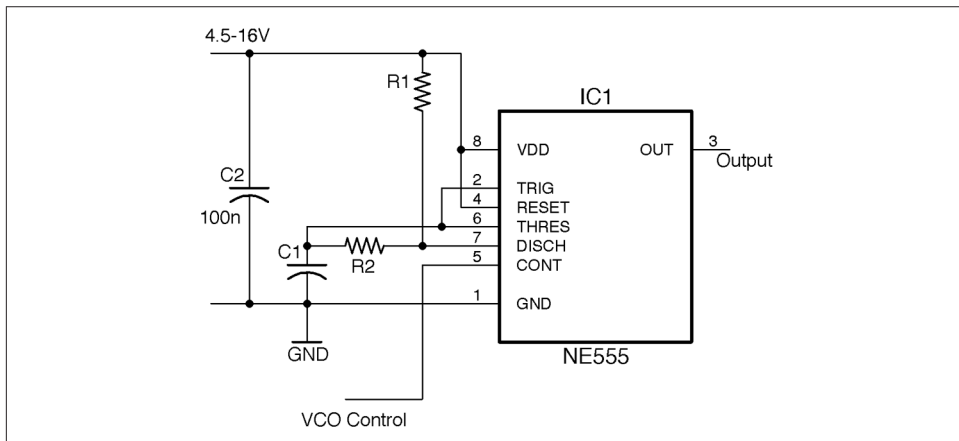 4.5-16V
R1
IC1
8
VDD
OUT
3
Output
C2
100n
2
TRIG
4
RESET
6
THRES
C1
R2
7
DISCH
5
CONT
1
GND
GND
NE555
VCO Control